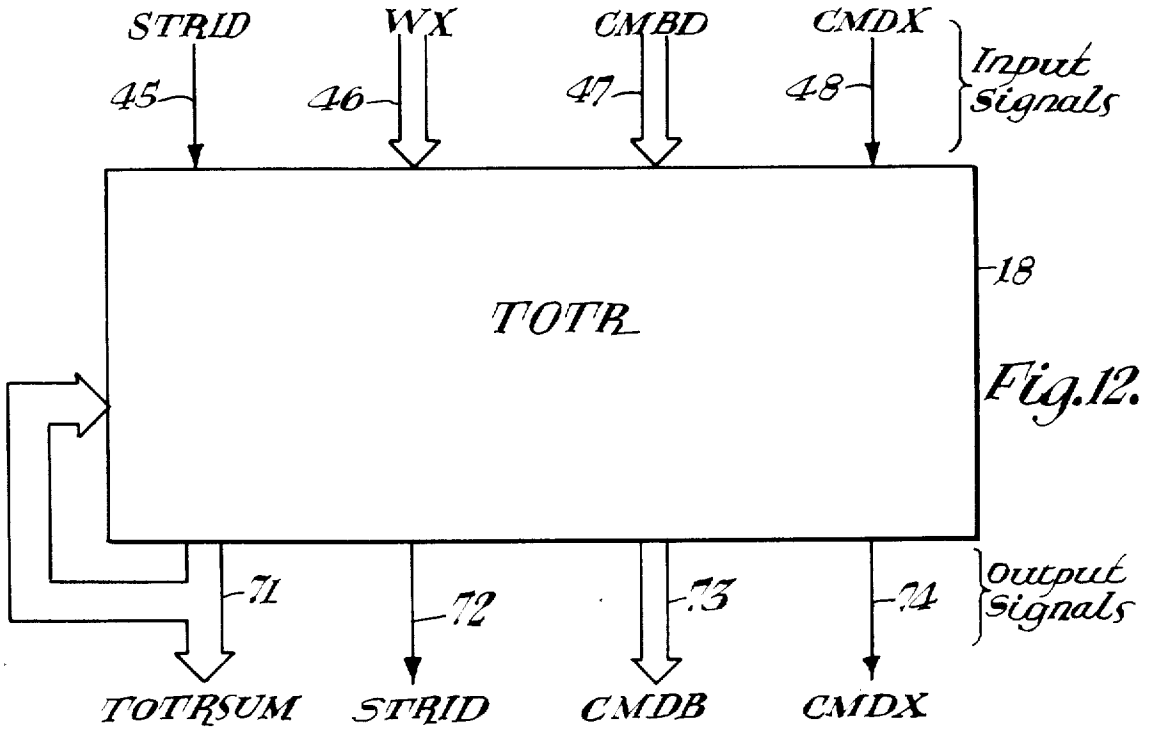 STRID WX CMBD CMDX
Input
Signals
45 46 47 48
18
TOTR
Fig.12.
71 72 73 74
Output
Signals
TOTRSUM STRID CMDB CMDX